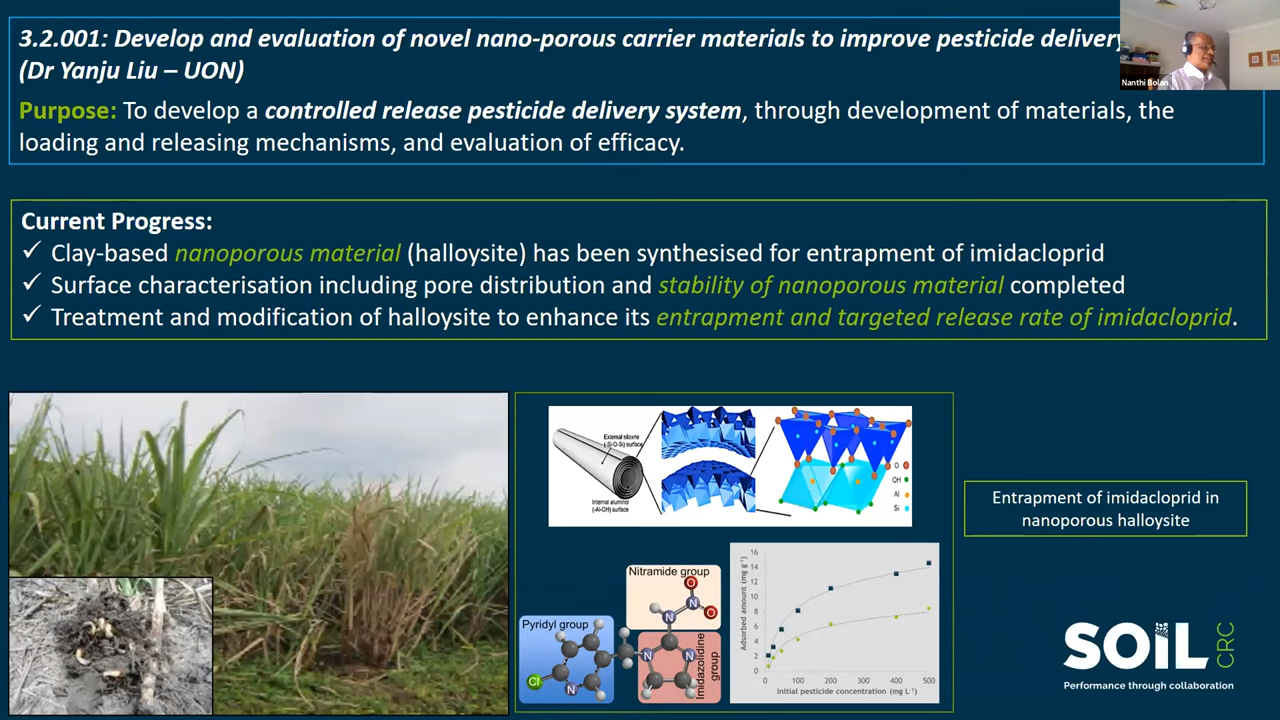 3.2.001: Develop and evaluation of novel nano-porous carrier materials to improve pesticide delivery
(Dr Yanju Liu – UON)
Nanthi Bolan
Purpose: To develop a controlled release pesticide delivery system, through development of materials, the
loading and releasing mechanisms, and evaluation of efficacy.
Current Progress:
✓ Clay-based nanoporous material (halloysite) has been synthesised for entrapment of imidacloprid
✓ Surface characterisation including pore distribution and stability of nanoporous material completed
✓ Treatment and modification of halloysite to enhance its entrapment and targeted release rate of imidacloprid.
External siloxne
(-Si-O-Si) surface
Internal aluminol
(-Al-OH) surface
O
OH
Al
Si
Entrapment of imidacloprid in
nanoporous halloysite
Nitramide group
O
N
O
N
Pyridyl group
Imidazolidine
group
N
N
Cl
N
Adsorbed amount (mg g⁻¹)
16
14
12
10
8
6
4
2
0
0 100 200 300 400 500
Initial pesticide concentration (mg L⁻¹)
SOIL CRC
Performance through collaboration